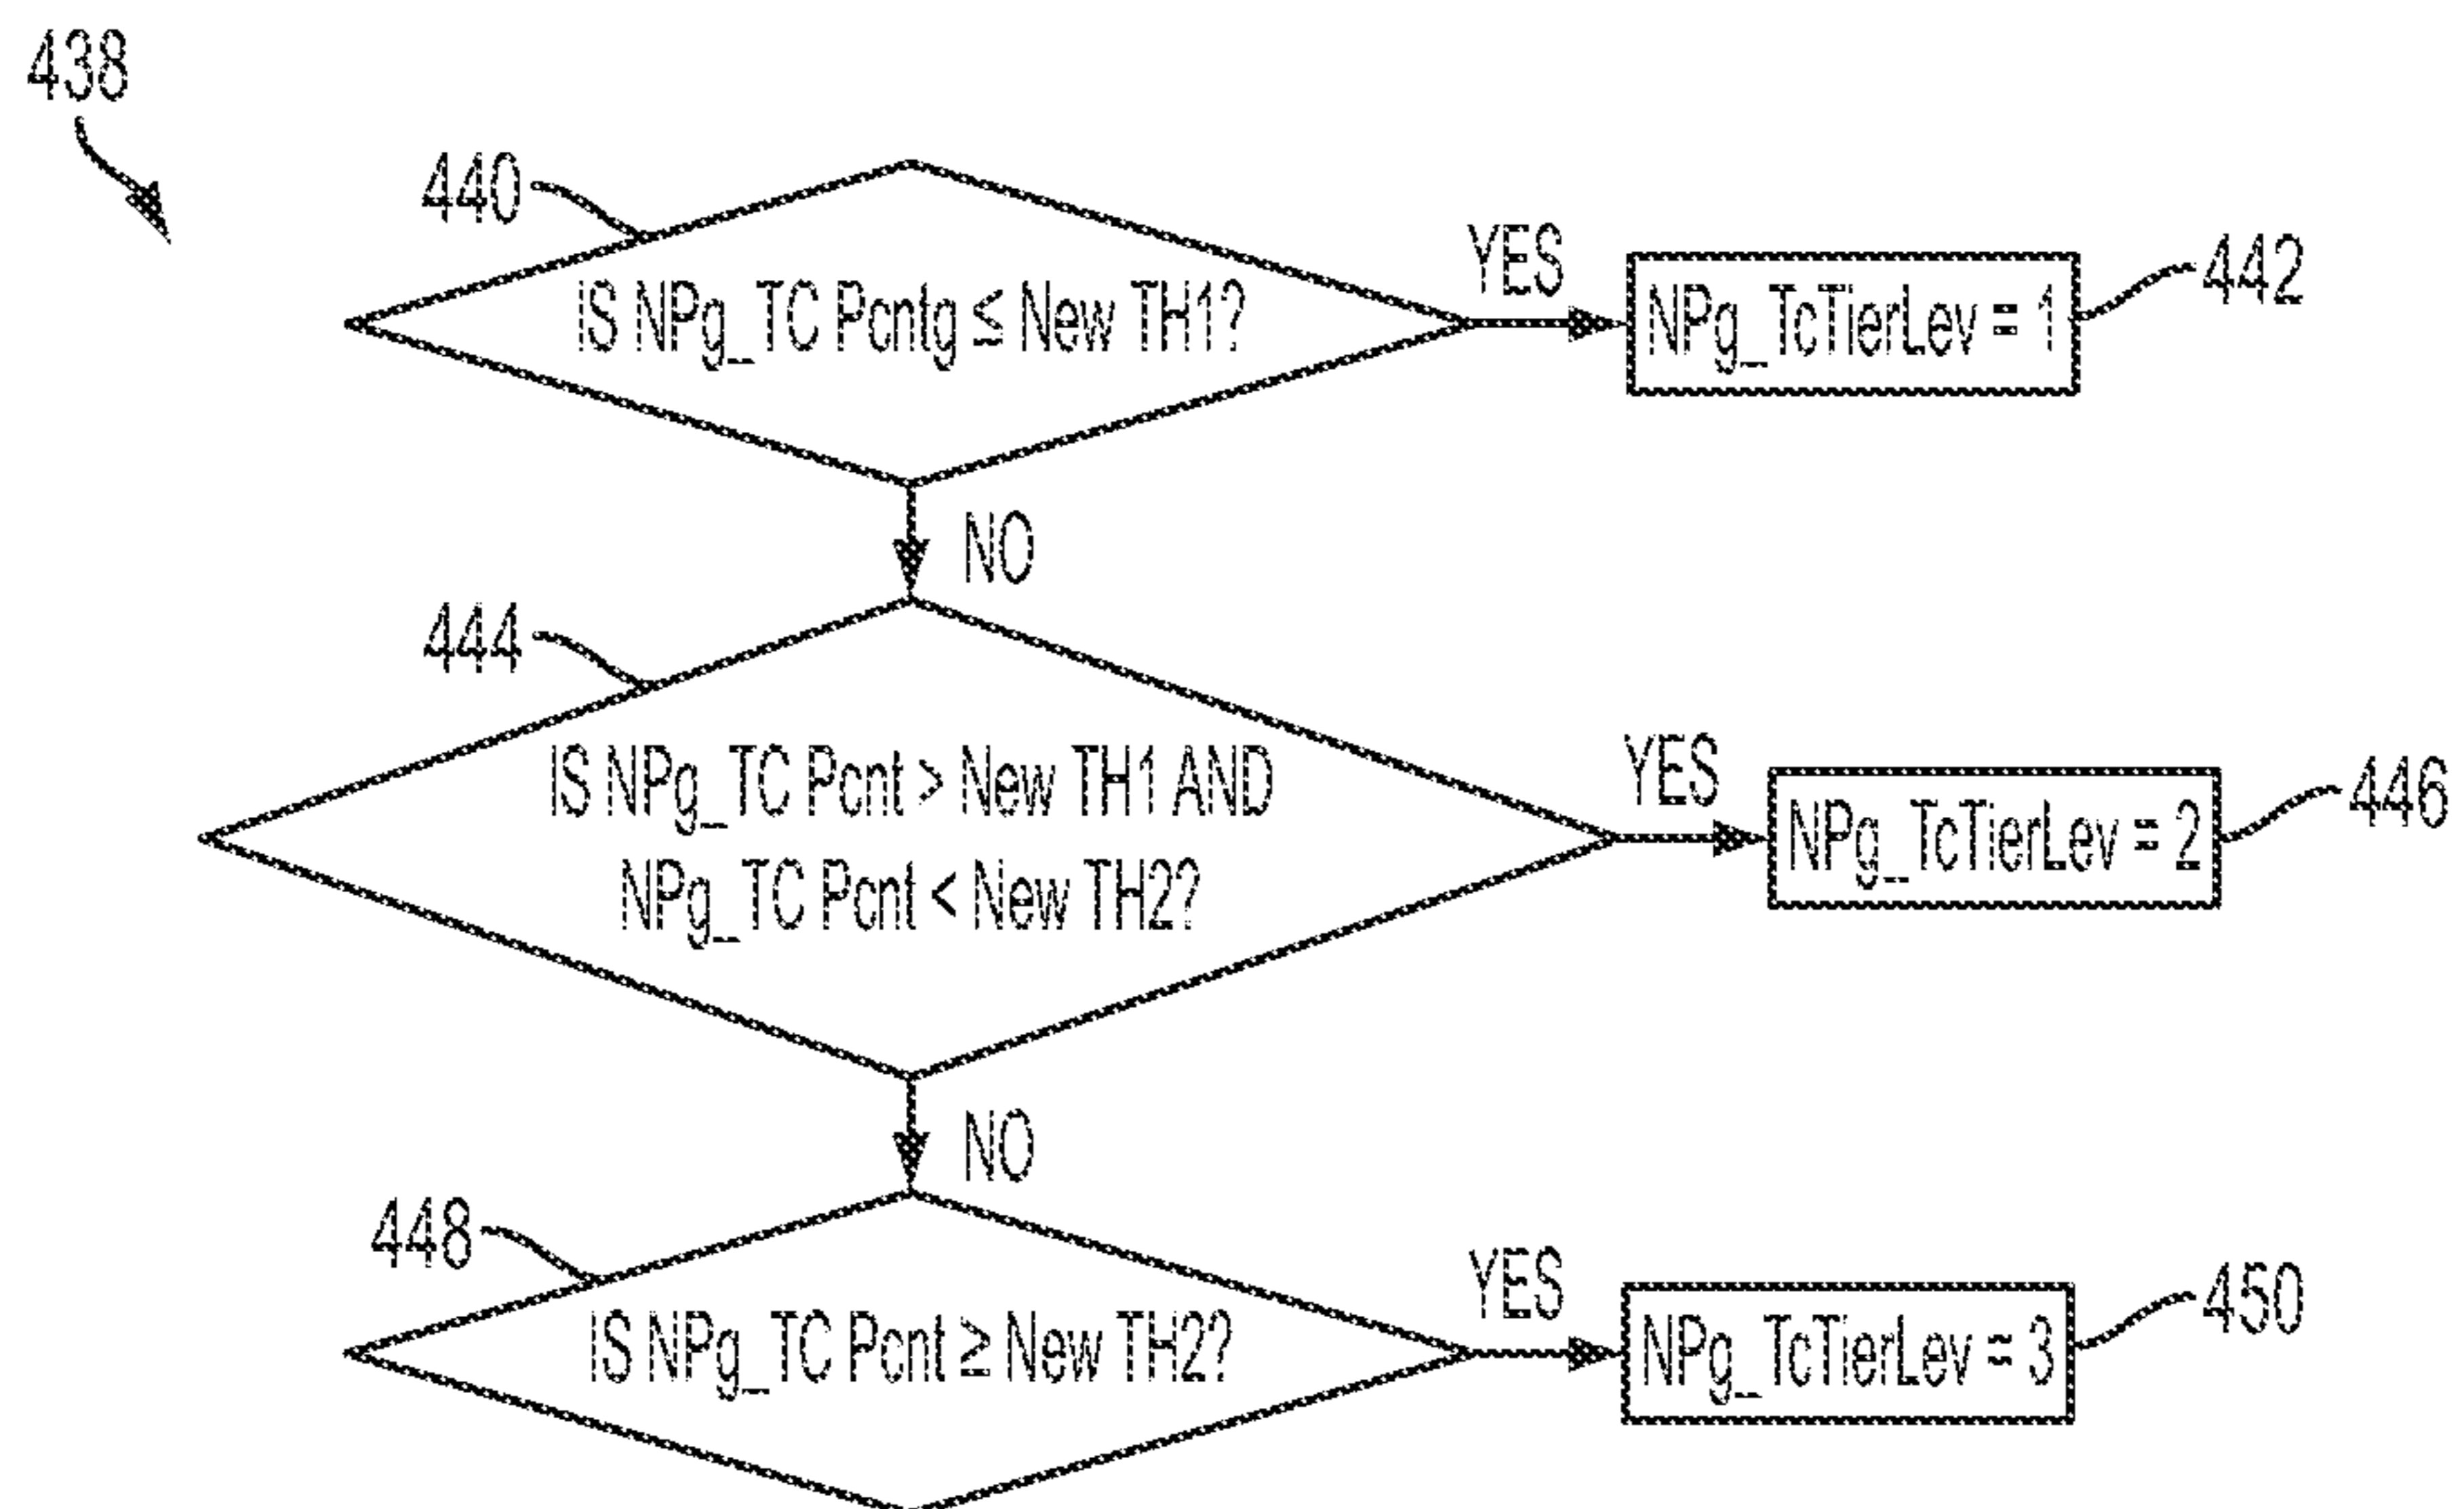 438
440
IS NPg_TC Pcntg ≤ New TH1?
YES
NPg_TcTierLev = 1
442
NO
444
IS NPg_TC Pcnt > New TH1 AND
NPg_TC Pcnt < New TH2?
YES
NPg_TcTierLev = 2
446
NO
448
IS NPg_TC Pcnt ≥ New TH2?
YES
NPg_TcTierLev = 3
450